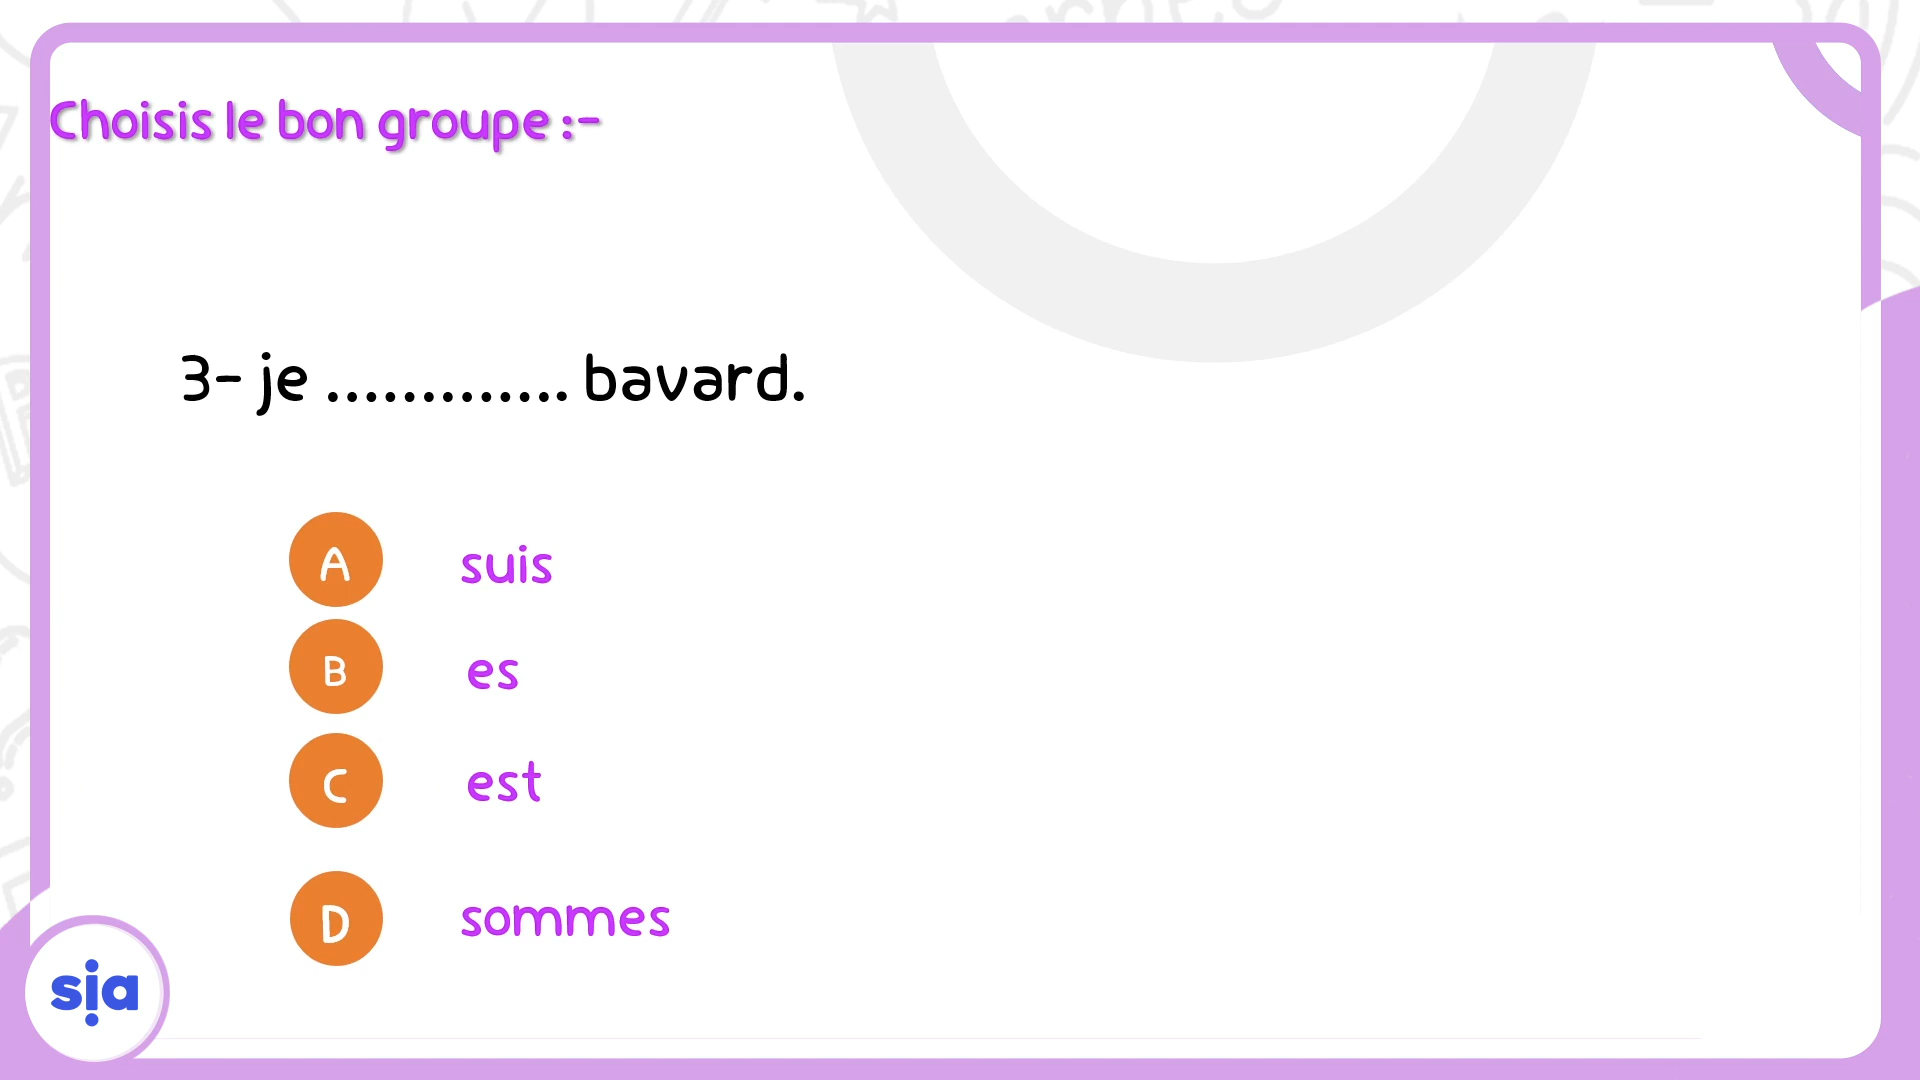 Choisis le bon groupe :-
3- je ............. bavard.
A suis
B es
C est
D sommes
sia